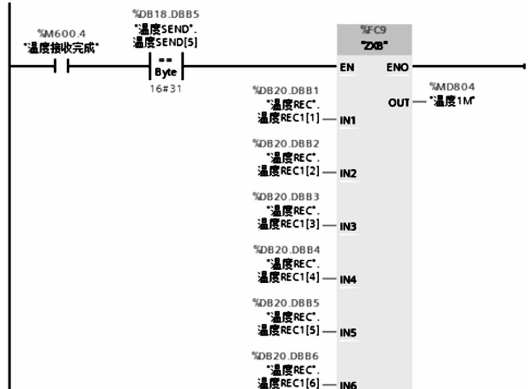 %DB18.DBB5
%M600.4
"温度SEND".
%FC9
"温度接收完成"
温度SEND[5]
"ZXB"
==
Byte
EN
ENO
16#31
%DB20.DBB1
%MD804
"温度REC".
OUT
"温度1M"
温度REC1[1]
IN1
%DB20.DBB2
"温度REC".
温度REC1[2]
IN2
%DB20.DBB3
"温度REC".
温度REC1[3]
IN3
%DB20.DBB4
"温度REC".
温度REC1[4]
IN4
%DB20.DBB5
"温度REC".
温度REC1[5]
IN5
%DB20.DBB6
"温度REC".
温度REC1[6]
IN6